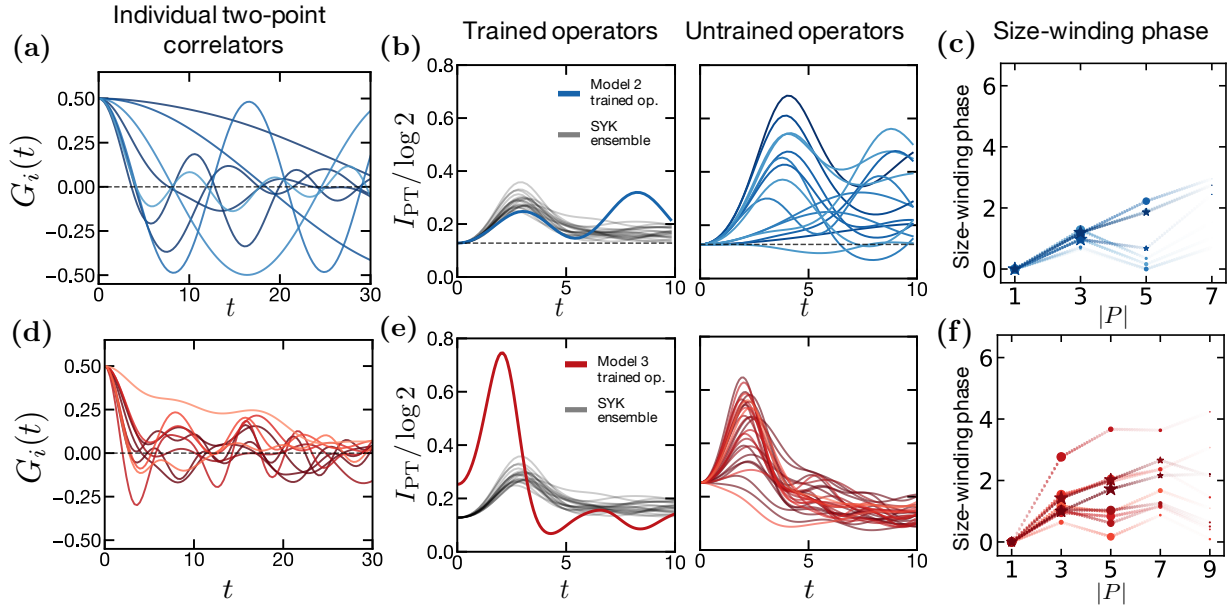 Individual two-point
correlators
Trained operators
Untrained operators
Size-winding phase
(a)
G_i(t)
0.50
0.25
0.00
−0.25
−0.50
0
10
20
30
t
(b)
I_PT / log 2
0.8
0.6
0.4
0.2
0.0
0
5
10
t
Model 2
trained op.
SYK
ensemble
0
5
10
t
(c)
Size-winding phase
6
4
2
0
1
3
5
7
|P|
(d)
G_i(t)
0.50
0.25
0.00
−0.25
−0.50
0
10
20
30
t
(e)
I_PT / log 2
0.8
0.6
0.4
0.2
0.0
0
5
10
t
Model 3
trained op.
SYK
ensemble
0
5
10
t
(f)
Size-winding phase
6
4
2
0
1
3
5
7
9
|P|